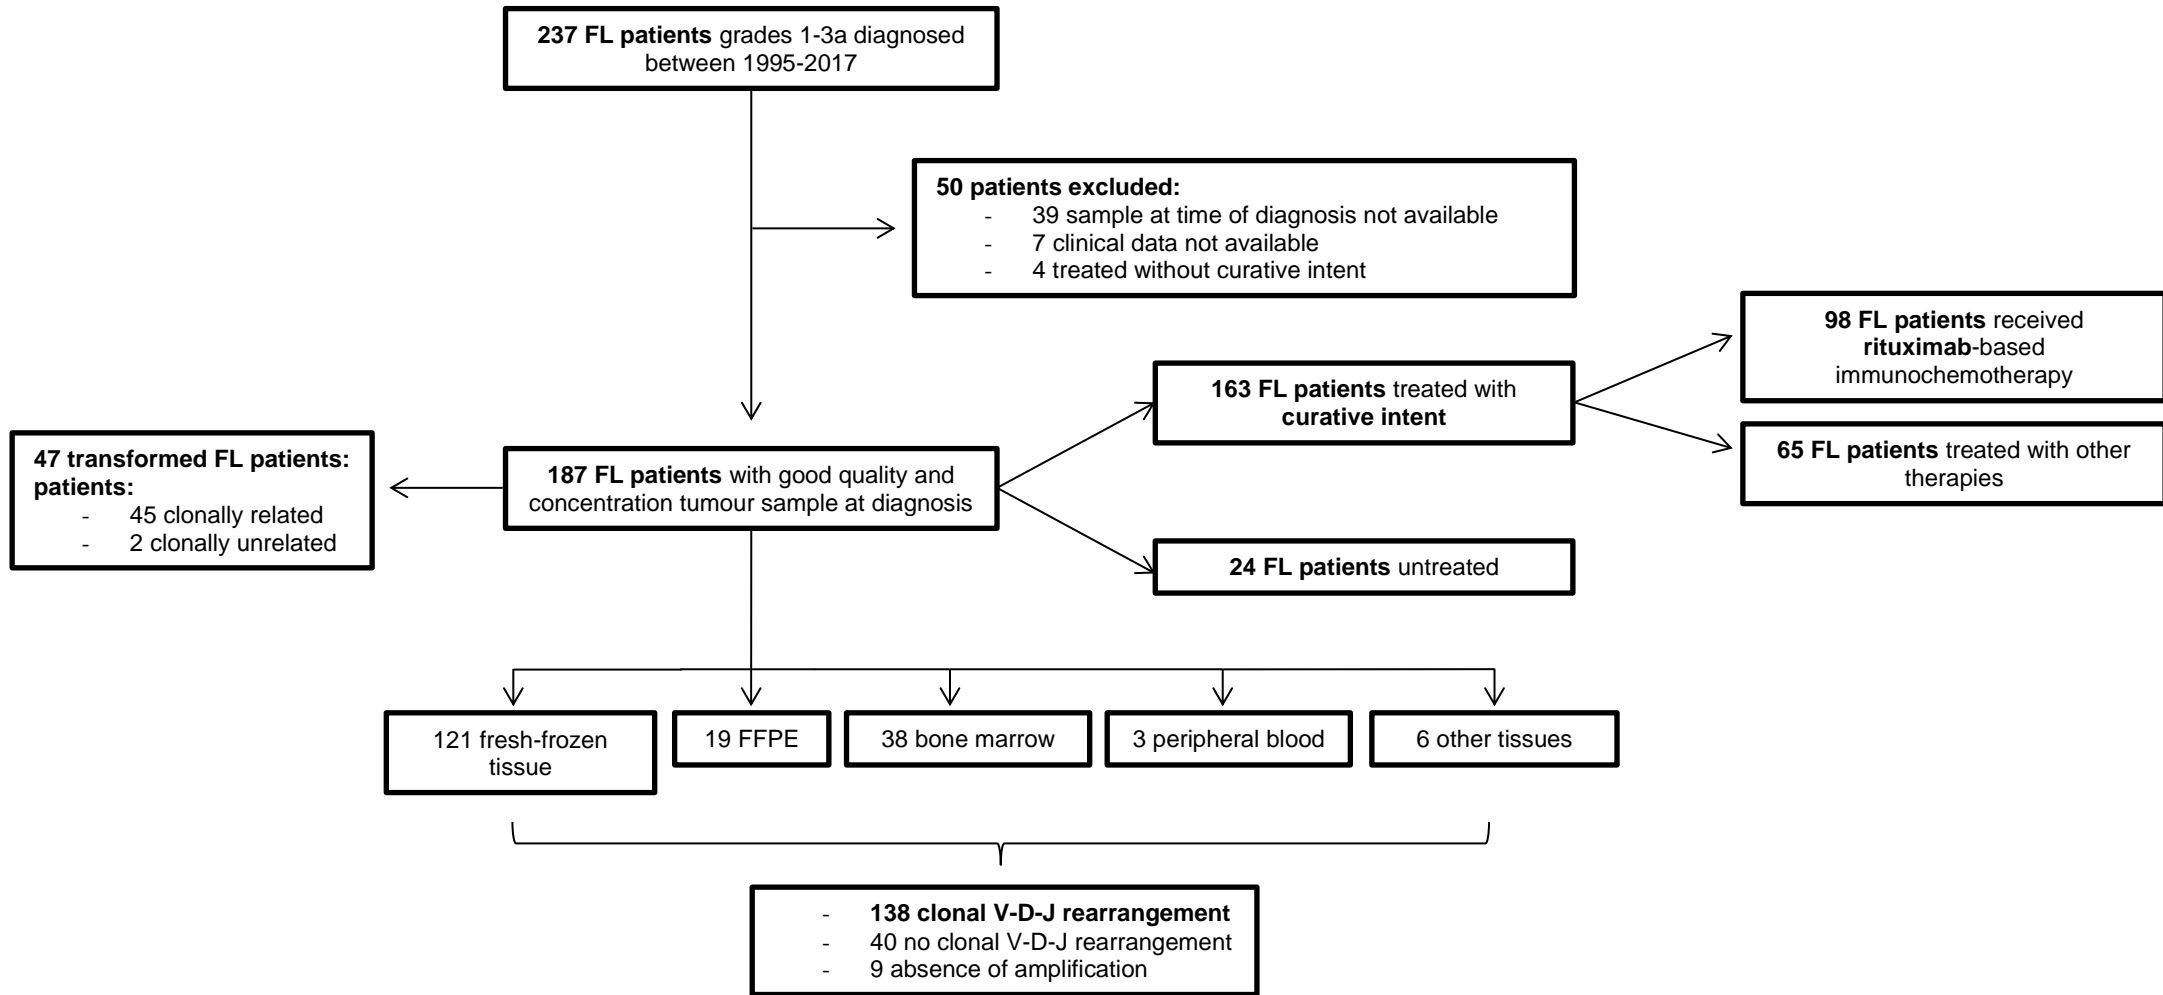 237 FL patients grades 1-3a diagnosed
between 1995-2017
50 patients excluded:
- 39 sample at time of diagnosis not available
- 7 clinical data not available
- 4 treated without curative intent
98 FL patients received
rituximab-based
immunochemotherapy
163 FL patients treated with
curative intent
65 FL patients treated with other
therapies
47 transformed FL patients:
patients:
- 45 clonally related
- 2 clonally unrelated
187 FL patients with good quality and
concentration tumour sample at diagnosis
24 FL patients untreated
121 fresh-frozen
tissue
19 FFPE
38 bone marrow
3 peripheral blood
6 other tissues
- 138 clonal V-D-J rearrangement
- 40 no clonal V-D-J rearrangement
- 9 absence of amplification